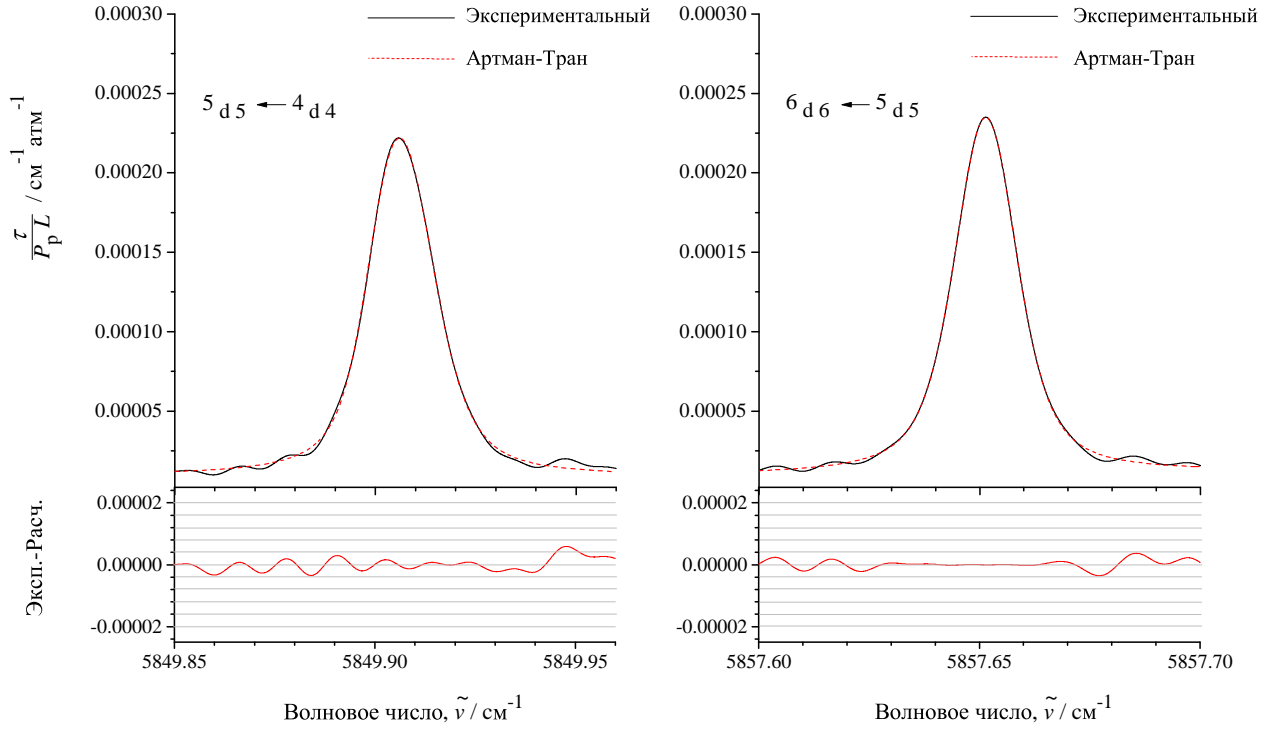 0.00030
0.00025
0.00020
0.00015
0.00010
0.00005
τ / P_p L / см⁻¹ атм⁻¹
Экспериментальный
Артман-Тран
5 d 5 ← 4 d 4
0.00002
0.00000
-0.00002
Эксп.-Расч.
5849.85 5849.90 5849.95
Волновое число, ṽ / см⁻¹
0.00030
0.00025
0.00020
0.00015
0.00010
0.00005
Экспериментальный
Артман-Тран
6 d 6 ← 5 d 5
0.00002
0.00000
-0.00002
5857.60 5857.65 5857.70
Волновое число, ṽ / см⁻¹